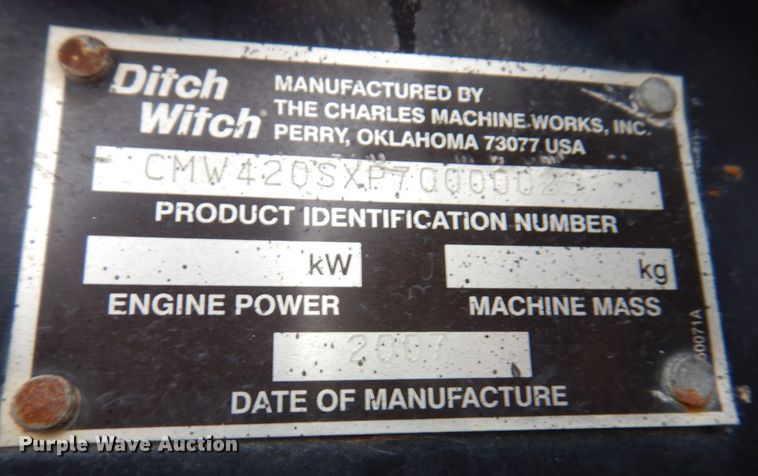 Ditch Witch
MANUFACTURED BY
THE CHARLES MACHINE WORKS, INC.
PERRY, OKLAHOMA 73077 USA
PRODUCT IDENTIFICATION NUMBER
kW
kg
ENGINE POWER
MACHINE MASS
2007
DATE OF MANUFACTURE
Purple Wave Auction